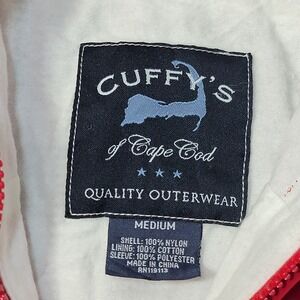 CUFFY'S
of Cape Cod
QUALITY OUTERWEAR
MEDIUM
SHELL: 100% NYLON
LINING: 100% COTTON
SLEEVE: 100% POLYESTER
MADE IN CHINA
RN119113